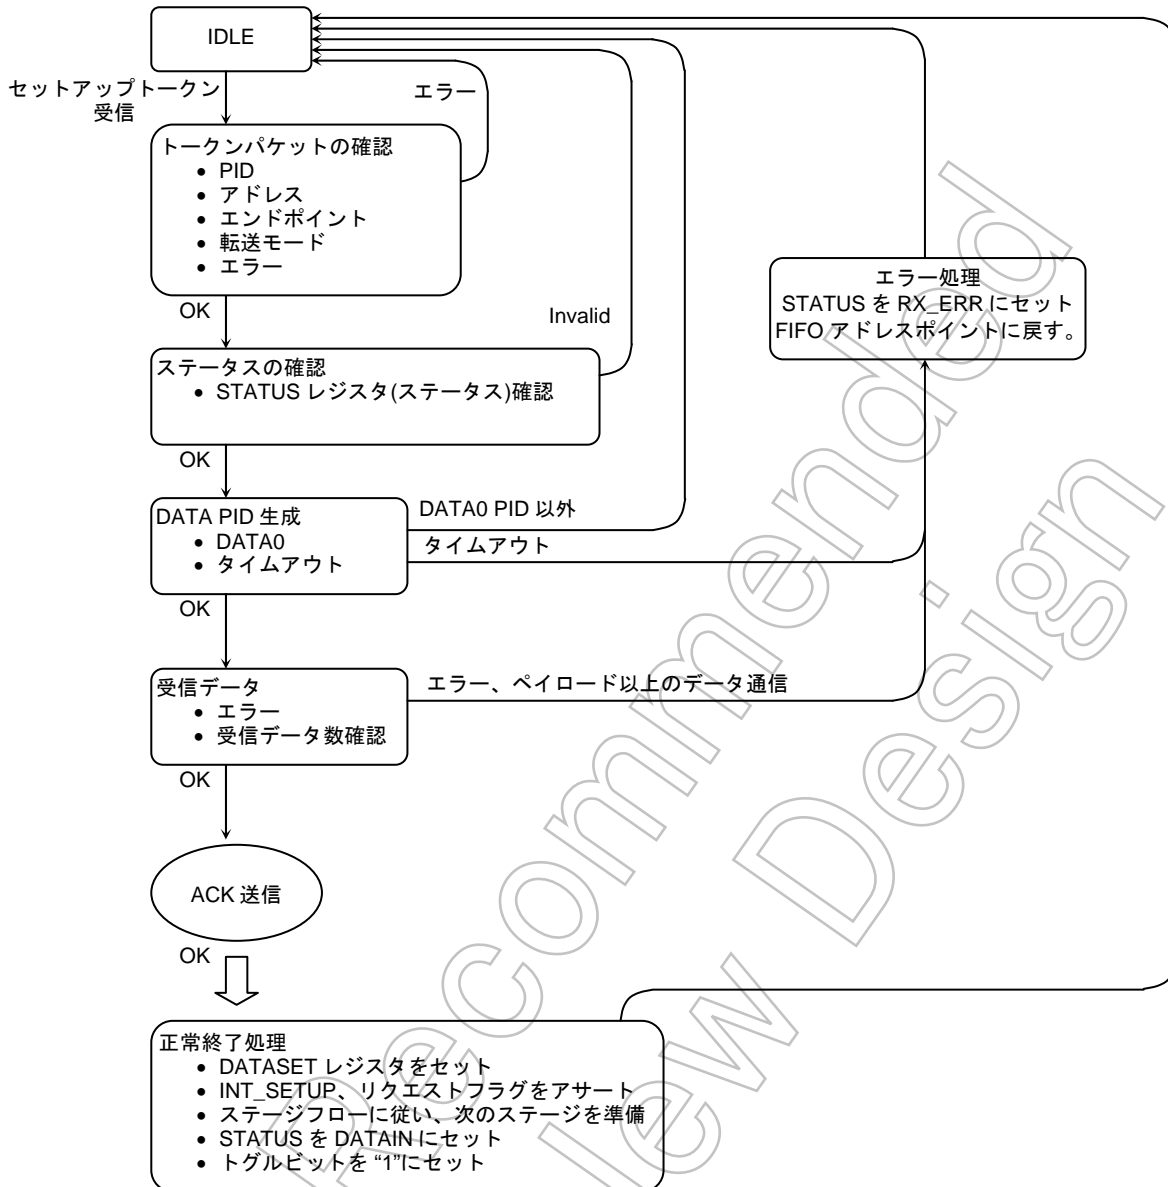 IDLE
セットアップトークン
受信
エラー
トークンパケットの確認
• PID
• アドレス
• エンドポイント
• 転送モード
• エラー
OK
Invalid
エラー処理
STATUS を RX_ERR にセット
FIFO アドレスポイントに戻す。
ステータスの確認
• STATUS レジスタ(ステータス)確認
OK
DATA PID 生成
• DATA0
• タイムアウト
DATA0 PID 以外
タイムアウト
OK
受信データ
• エラー
• 受信データ数確認
エラー、ペイロード以上のデータ通信
OK
ACK 送信
OK
正常終了処理
• DATASET レジスタをセット
• INT_SETUP、リクエストフラグをアサート
• ステージフローに従い、次のステージを準備
• STATUS を DATAIN にセット
• トグルビットを “1”にセット
Recommended
Design